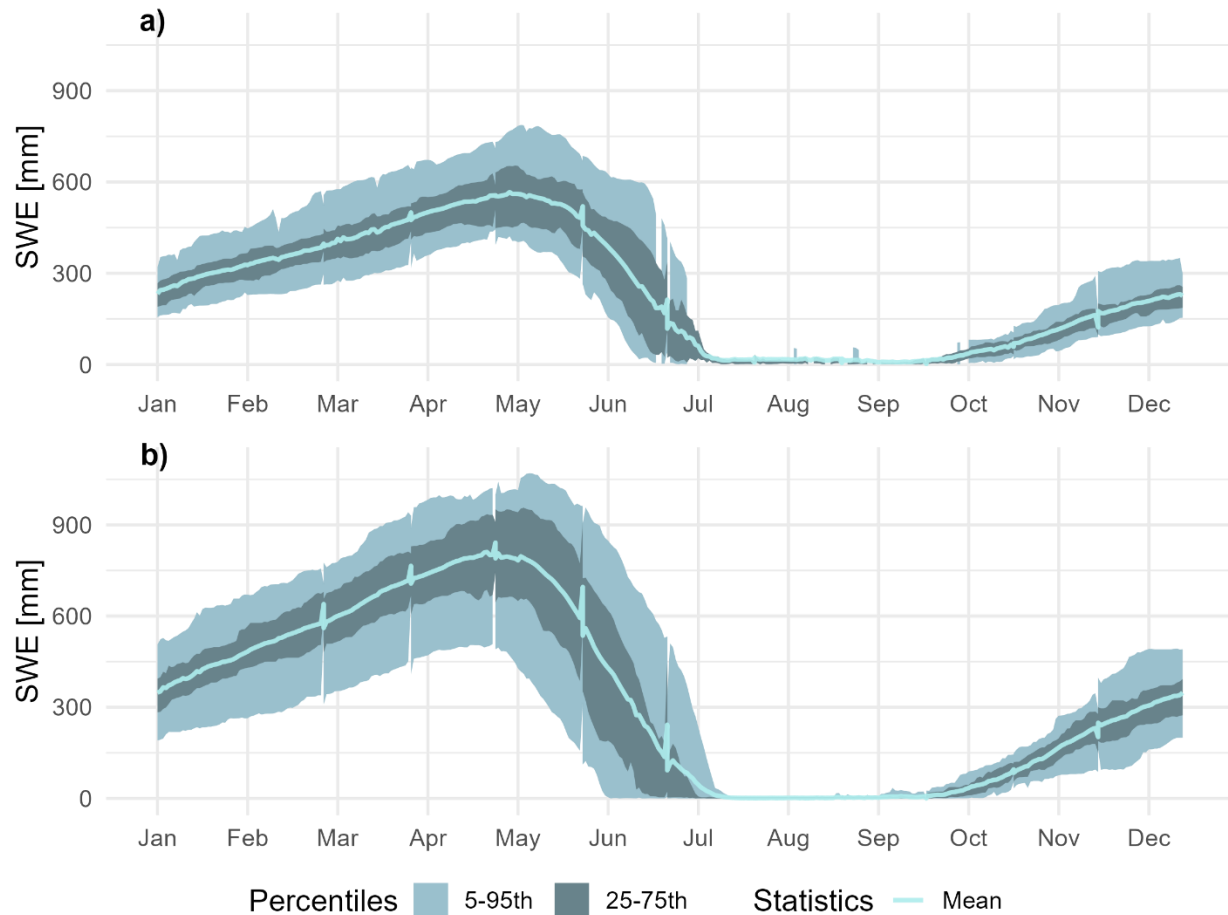 a)
SWE [mm]
900
600
300
0
Jan Feb Mar Apr May Jun Jul Aug Sep Oct Nov Dec
b)
SWE [mm]
900
600
300
0
Jan Feb Mar Apr May Jun Jul Aug Sep Oct Nov Dec
Percentiles 5-95th 25-75th Statistics Mean